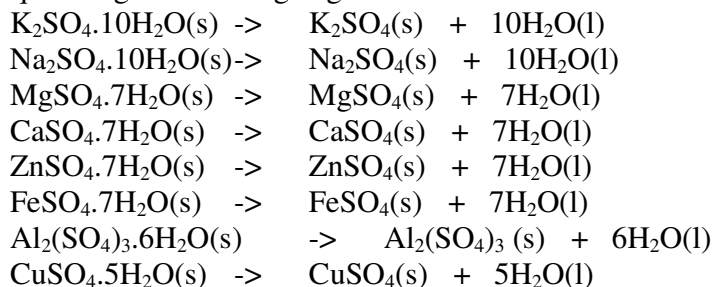 K₂SO₄.10H₂O(s) -> K₂SO₄(s) + 10H₂O(l)
Na₂SO₄.10H₂O(s)-> Na₂SO₄(s) + 10H₂O(l)
MgSO₄.7H₂O(s) -> MgSO₄(s) + 7H₂O(l)
CaSO₄.7H₂O(s) -> CaSO₄(s) + 7H₂O(l)
ZnSO₄.7H₂O(s) -> ZnSO₄(s) + 7H₂O(l)
FeSO₄.7H₂O(s) -> FeSO₄(s) + 7H₂O(l)
Al₂(SO₄)₃.6H₂O(s) -> Al₂(SO₄)₃ (s) + 6H₂O(l)
CuSO₄.5H₂O(s) -> CuSO₄(s) + 5H₂O(l)